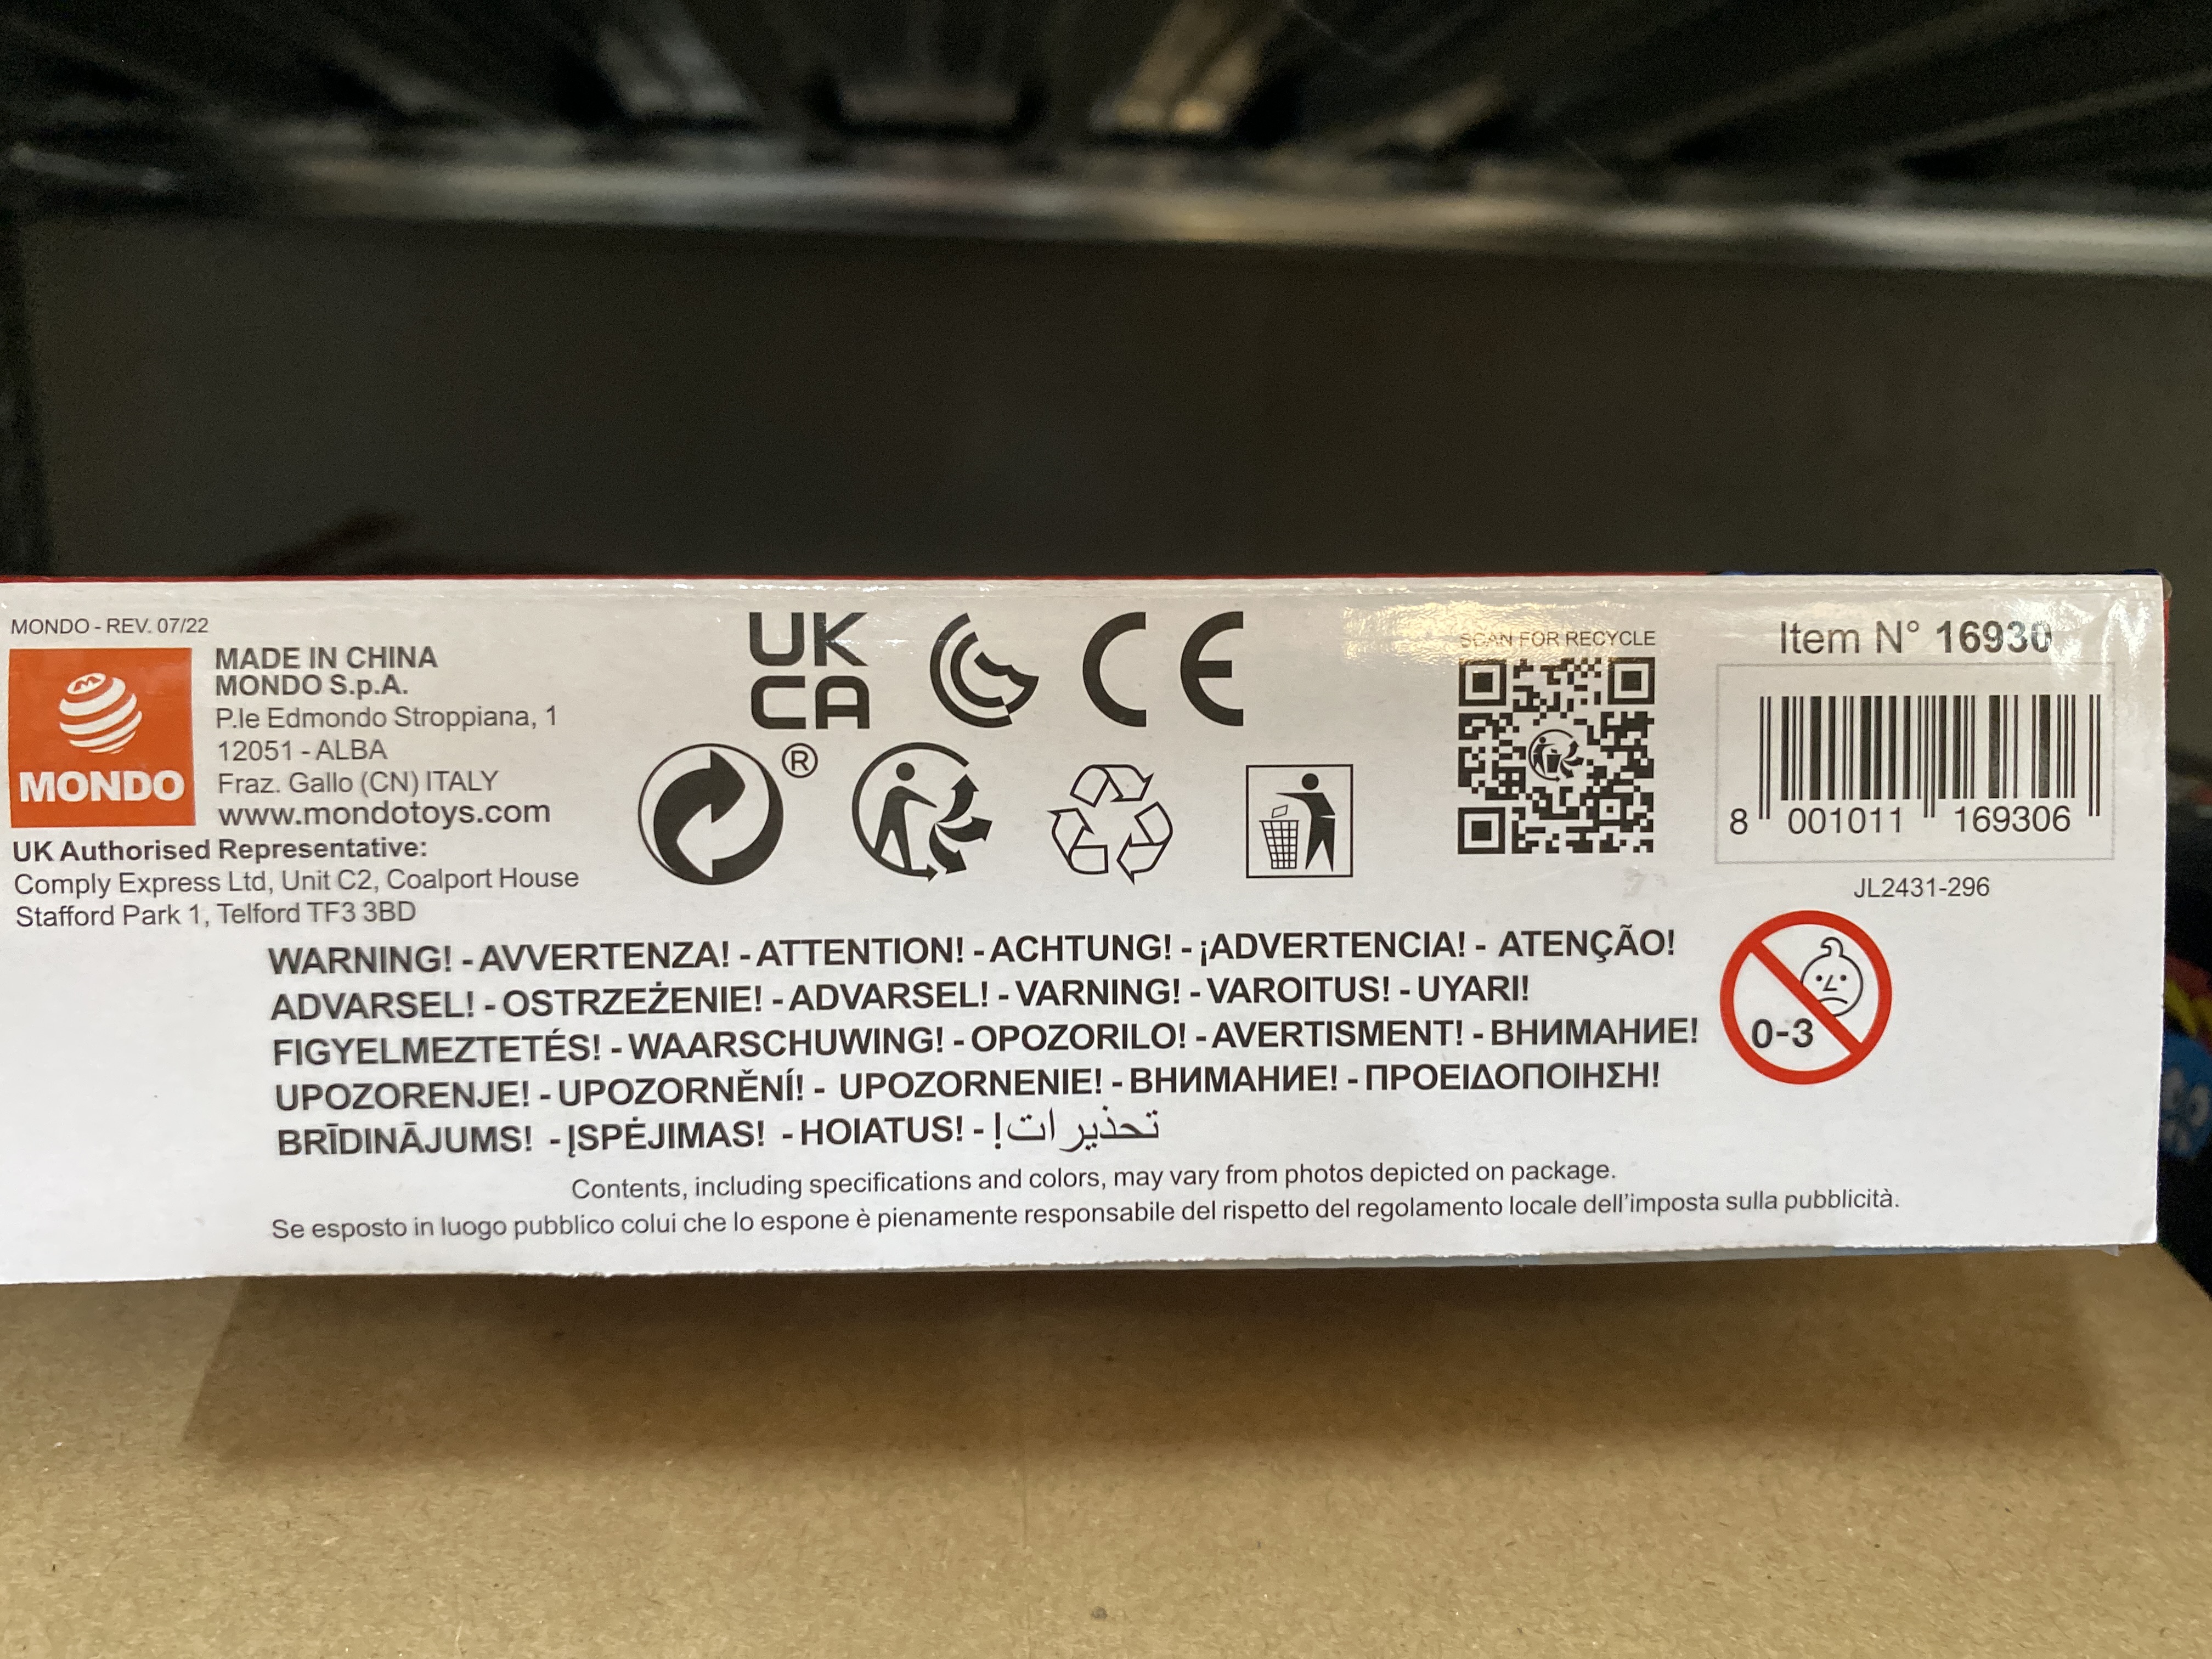 MONDO - REV. 07/22
MONDO
MADE IN CHINA
MONDO S.p.A.
P.le Edmondo Stroppiana, 1
12051 - ALBA
Fraz. Gallo (CN) ITALY
www.mondotoys.com
UK Authorised Representative:
Comply Express Ltd, Unit C2, Coalport House
Stafford Park 1, Telford TF3 3BD
UK
CA
CE
®
SCAN FOR RECYCLE
Item N° 16930
8 001011 169306
JL2431-296
WARNING! - AVVERTENZA! - ATTENTION! - ACHTUNG! - ¡ADVERTENCIA! - ATENÇÃO!
ADVARSEL! - OSTRZEŻENIE! - ADVARSEL! - VARNING! - VAROITUS! - UYARI!
FIGYELMEZTETÉS! - WAARSCHUWING! - OPOZORILO! - AVERTISMENT! - ВНИМАНИЕ!
UPOZORENJE! - UPOZORNĚNÍ! - UPOZORNENIE! - ВНИМАНИЕ! - ΠΡΟΕΙΔΟΠΟΙΗΣΗ!
BRĪDINĀJUMS! - ĮSPĖJIMAS! - HOIATUS! - تحذيرات!
0-3
Contents, including specifications and colors, may vary from photos depicted on package.
Se esposto in luogo pubblico colui che lo espone è pienamente responsabile del rispetto del regolamento locale dell'imposta sulla pubblicità.